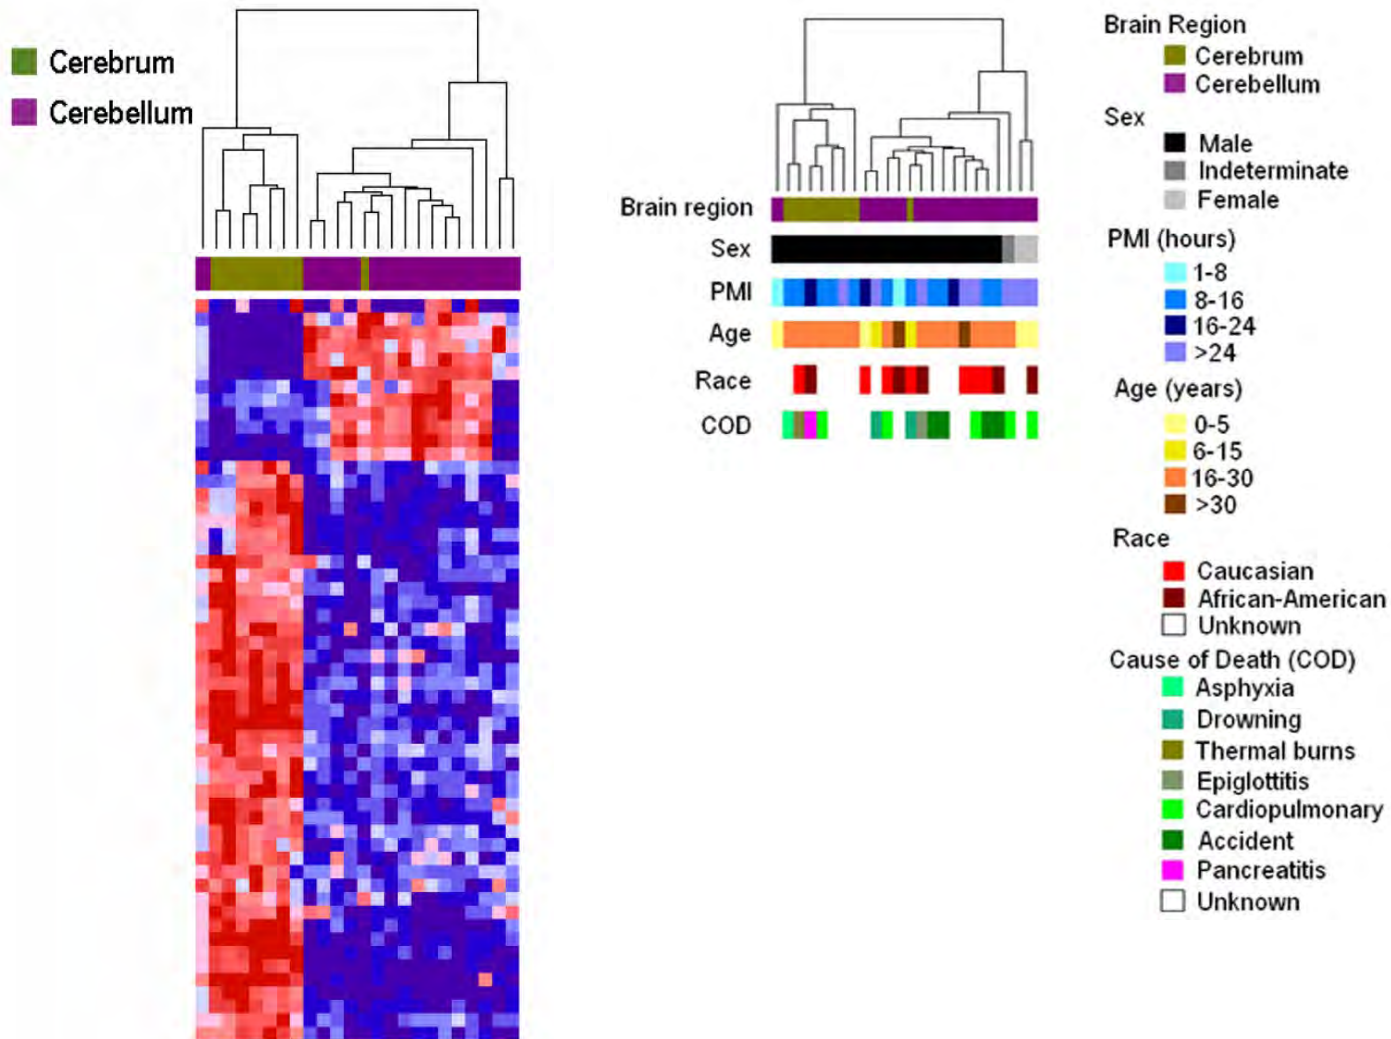 Cerebrum
Cerebellum
Brain region
Sex
PMI
Age
Race
COD
Brain Region
Cerebrum
Cerebellum
Sex
Male
Indeterminate
Female
PMI (hours)
1-8
8-16
16-24
>24
Age (years)
0-5
6-15
16-30
>30
Race
Caucasian
African-American
Unknown
Cause of Death (COD)
Asphyxia
Drowning
Thermal burns
Epiglottitis
Cardiopulmonary
Accident
Pancreatitis
Unknown